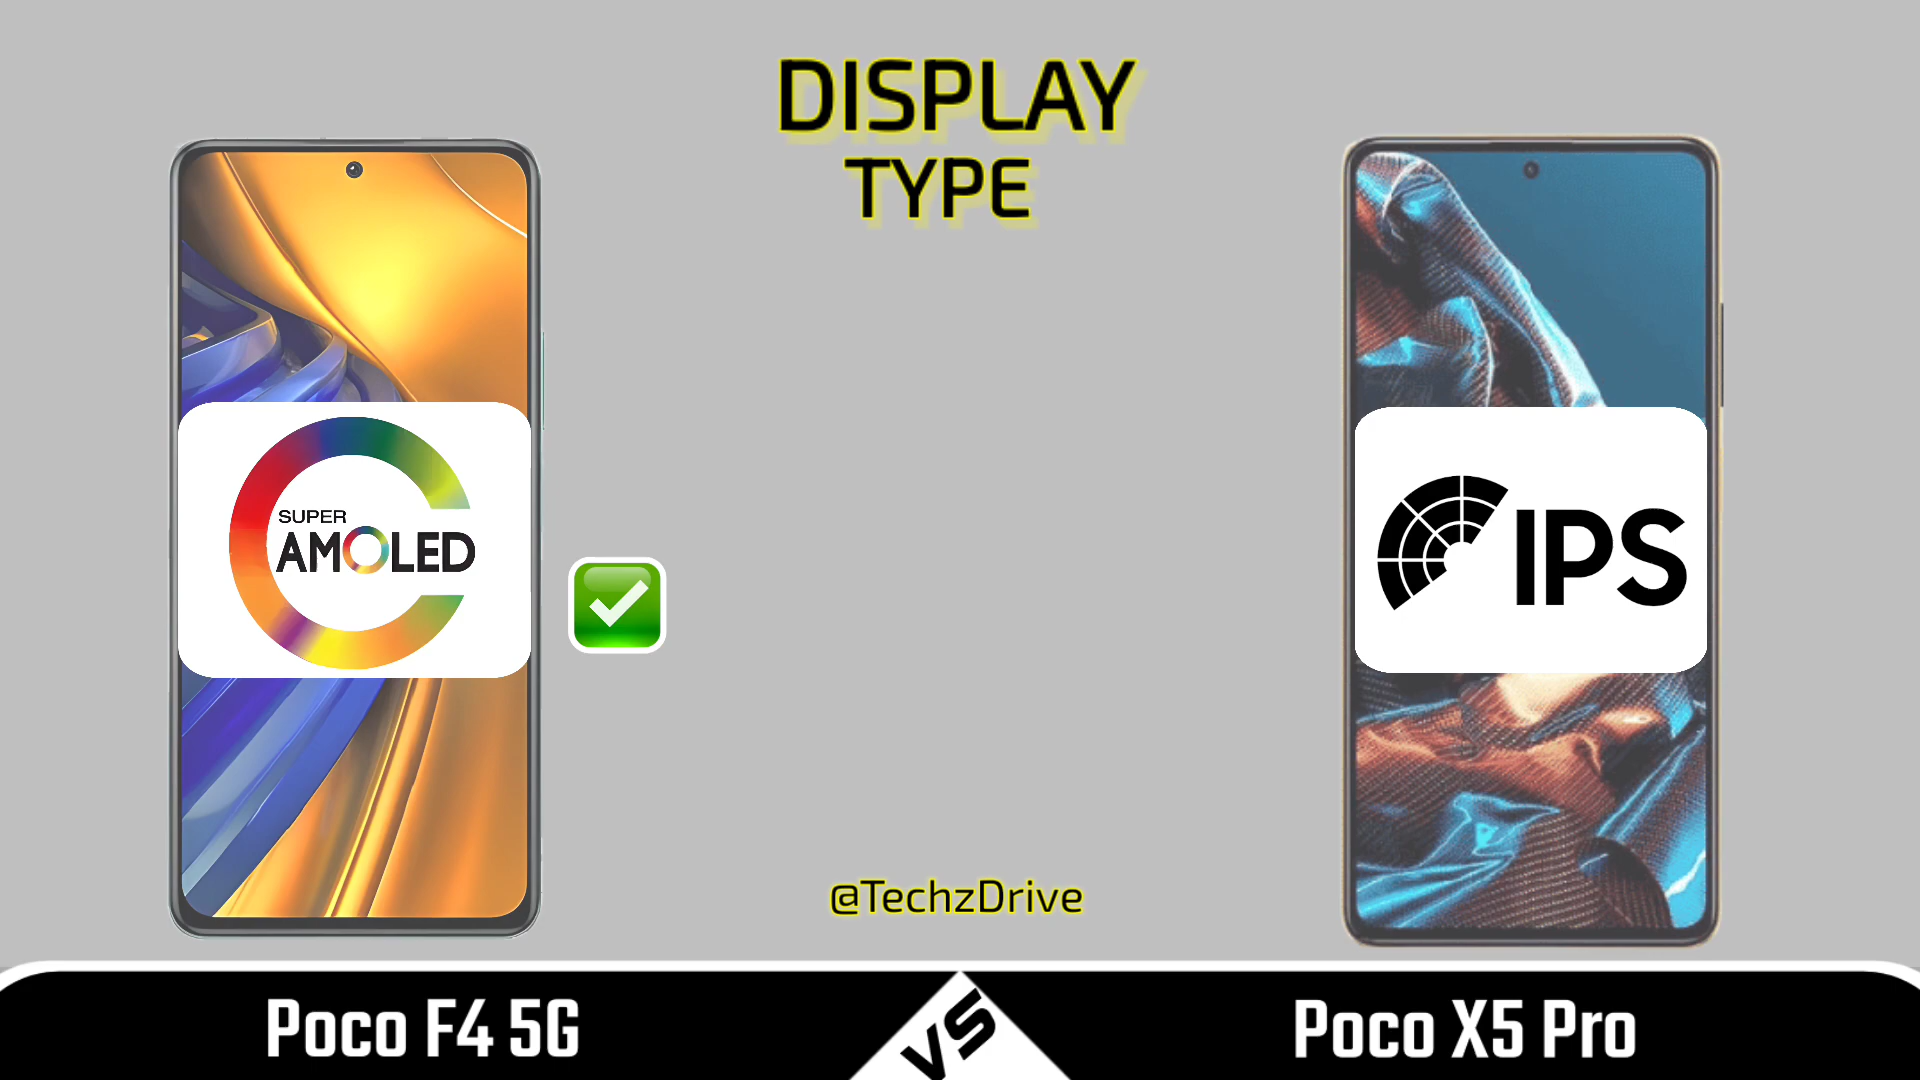 DISPLAY
TYPE
SUPER
AMOLED
IPS
@TechzDrive
Poco F4 5G
VS
Poco X5 Pro